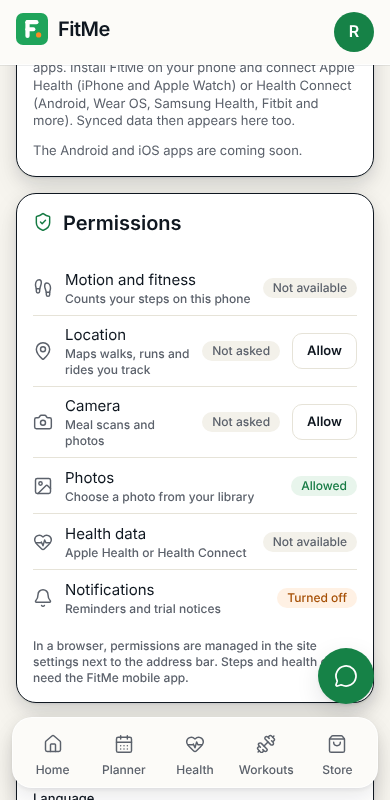 FitMe
R
apps. Install FitMe on your phone and connect Apple
Health (iPhone and Apple Watch) or Health Connect
(Android, Wear OS, Samsung Health, Fitbit and
more). Synced data then appears here too.
The Android and iOS apps are coming soon.
Permissions
Motion and fitness
Counts your steps on this phone
Not available
Location
Maps walks, runs and
rides you track
Not asked
Allow
Camera
Meal scans and
photos
Not asked
Allow
Photos
Choose a photo from your library
Allowed
Health data
Apple Health or Health Connect
Not available
Notifications
Reminders and trial notices
Turned off
In a browser, permissions are managed in the site
settings next to the address bar. Steps and health
need the FitMe mobile app.
Home
Planner
Health
Workouts
Store
Language